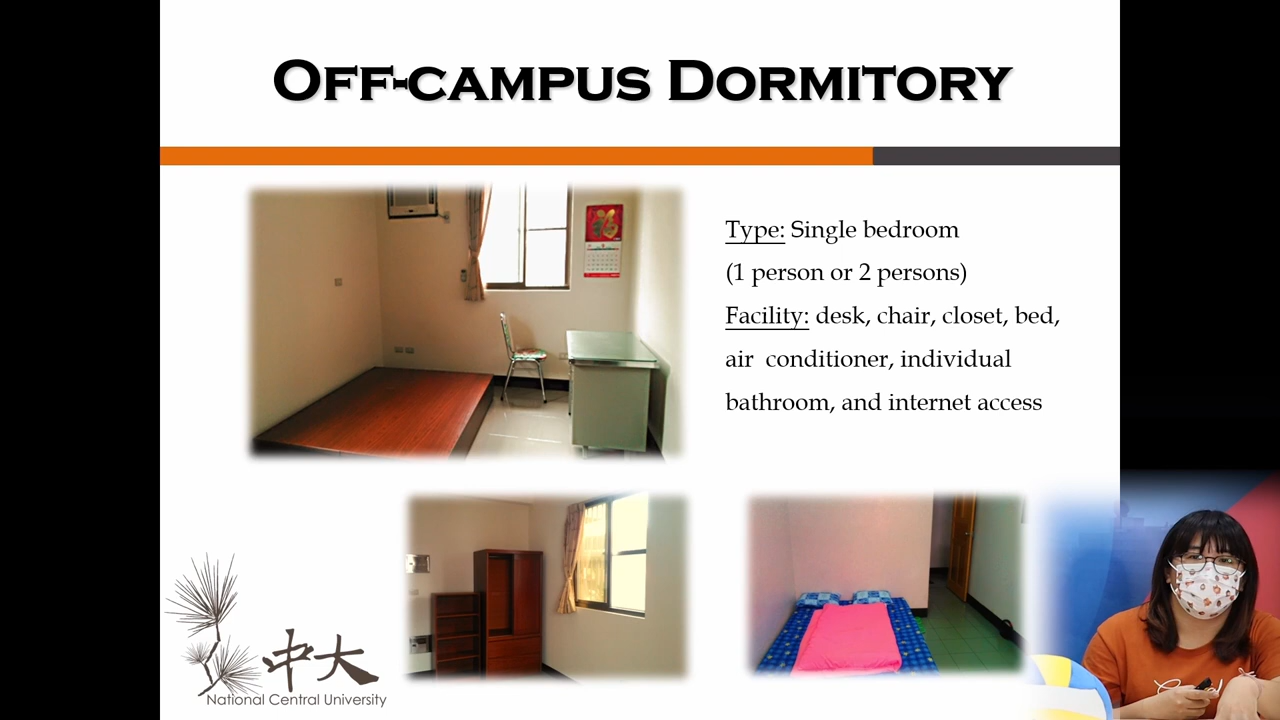 OFF-CAMPUS DORMITORY
福
Type: Single bedroom
(1 person or 2 persons)
Facility: desk, chair, closet, bed,
air conditioner, individual
bathroom, and internet access
中大
National Central University